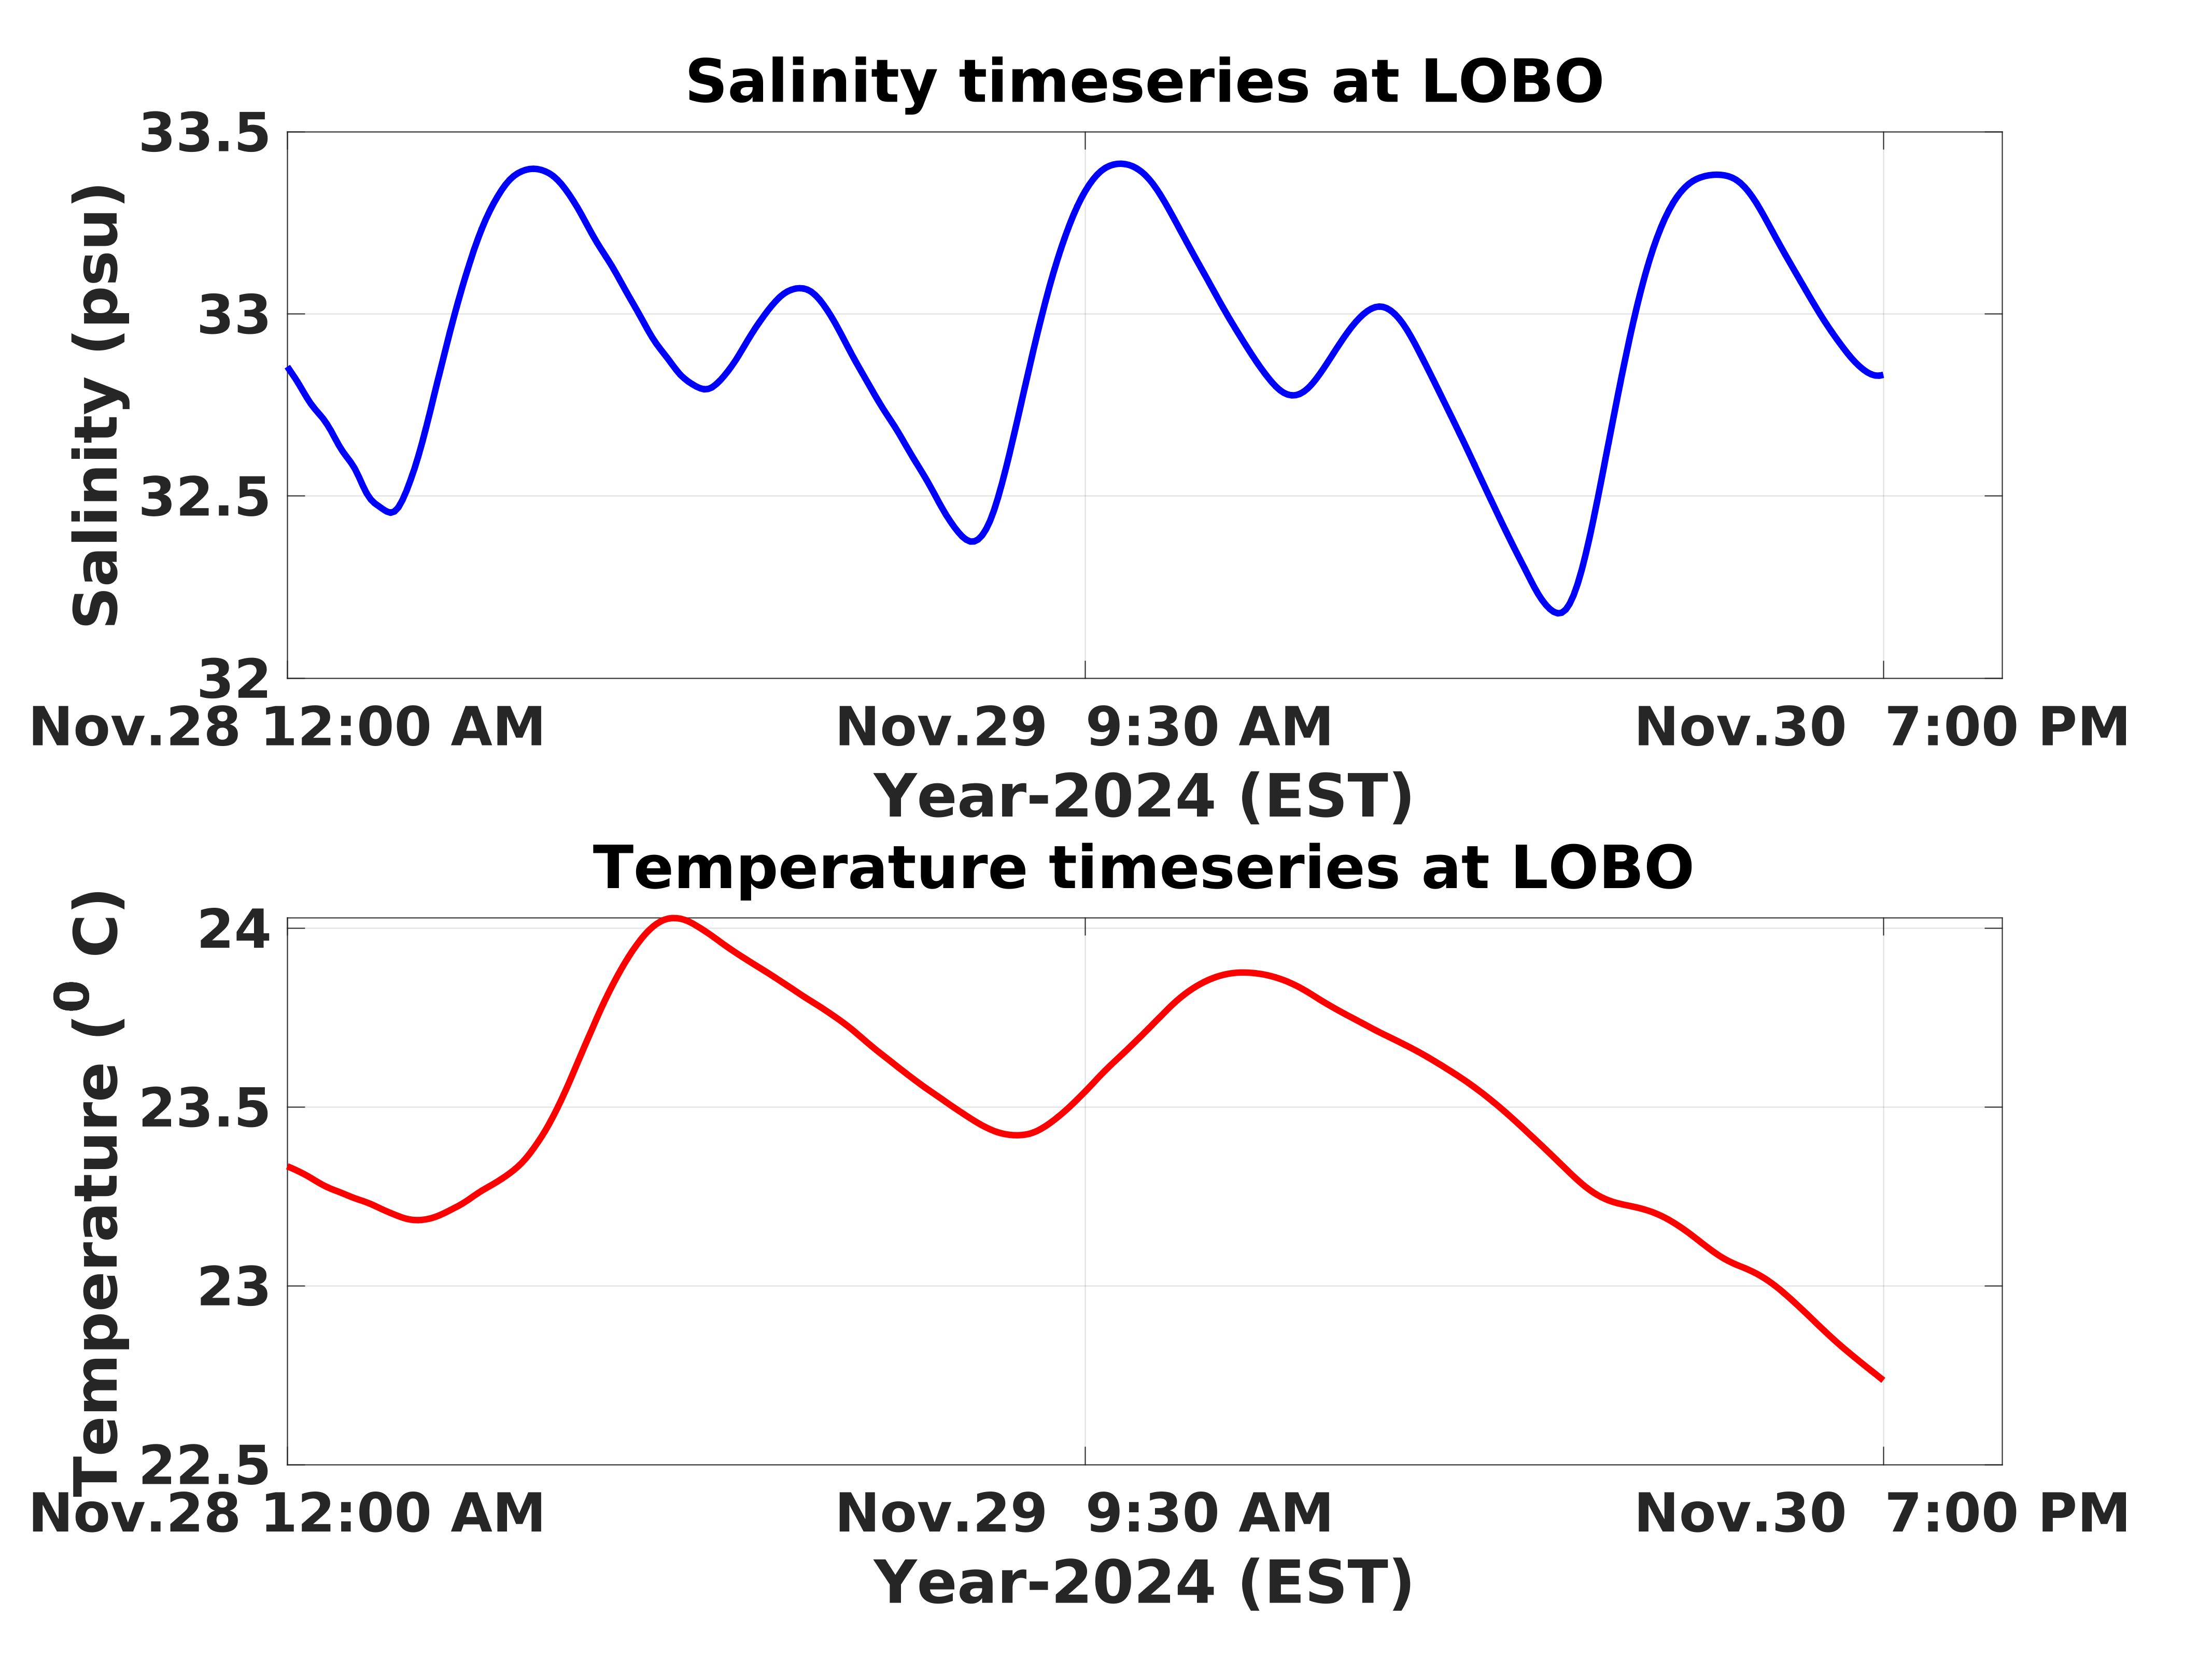 Salinity timeseries at LOBO
Salinity (psu)
33.5
33
32.5
32
Nov.28 12:00 AM Nov.29 9:30 AM Nov.30 7:00 PM
Year-2024 (EST)
Temperature timeseries at LOBO
Temperature (⁰ C)
24
23.5
23
22.5
Nov.28 12:00 AM Nov.29 9:30 AM Nov.30 7:00 PM
Year-2024 (EST)